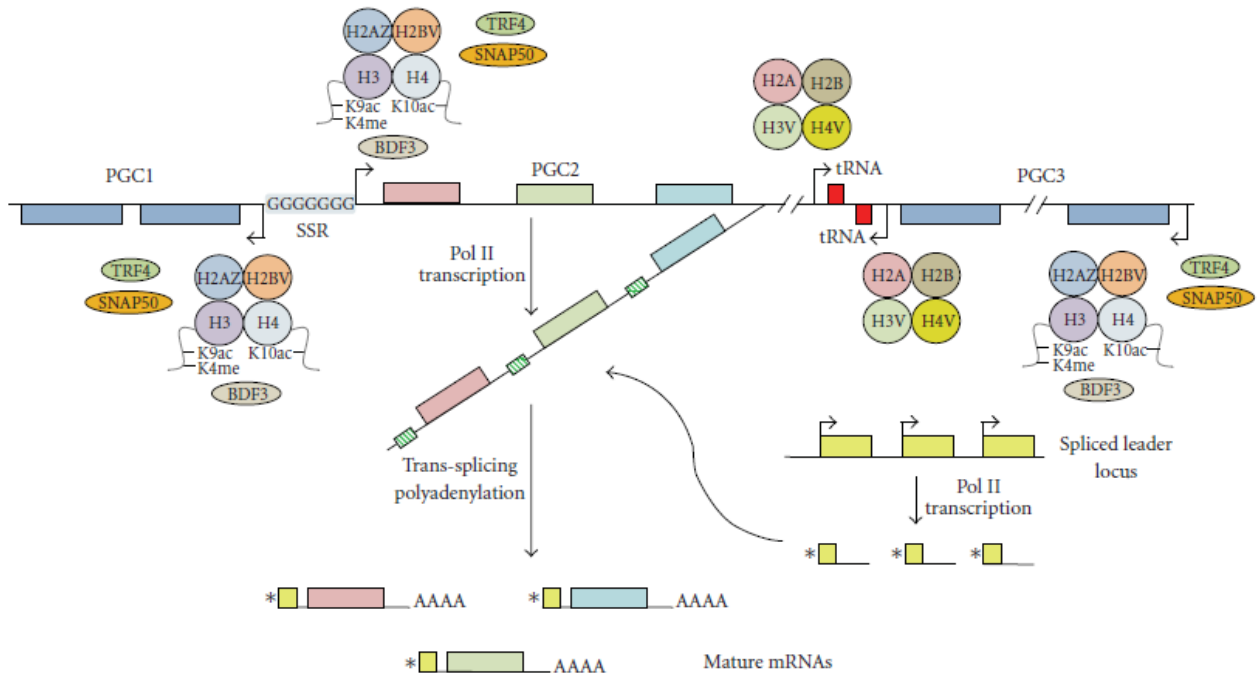 H2AZ H2BV
TRF4
SNAP50
H3 H4
K9ac K10ac
K4me
BDF3
H2A H2B
H3V H4V
PGC1
GGGGGGG
SSR
PGC2
tRNA
tRNA
PGC3
TRF4
SNAP50
H2AZ H2BV
H3 H4
K9ac K10ac
K4me
BDF3
Pol II
transcription
H2A H2B
H3V H4V
H2AZ H2BV
H3 H4
K9ac K10ac
K4me
BDF3
TRF4
SNAP50
Trans-splicing
polyadenylation
Spliced leader
locus
Pol II
transcription
* * *
* AAAA
* AAAA
* AAAA
Mature mRNAs